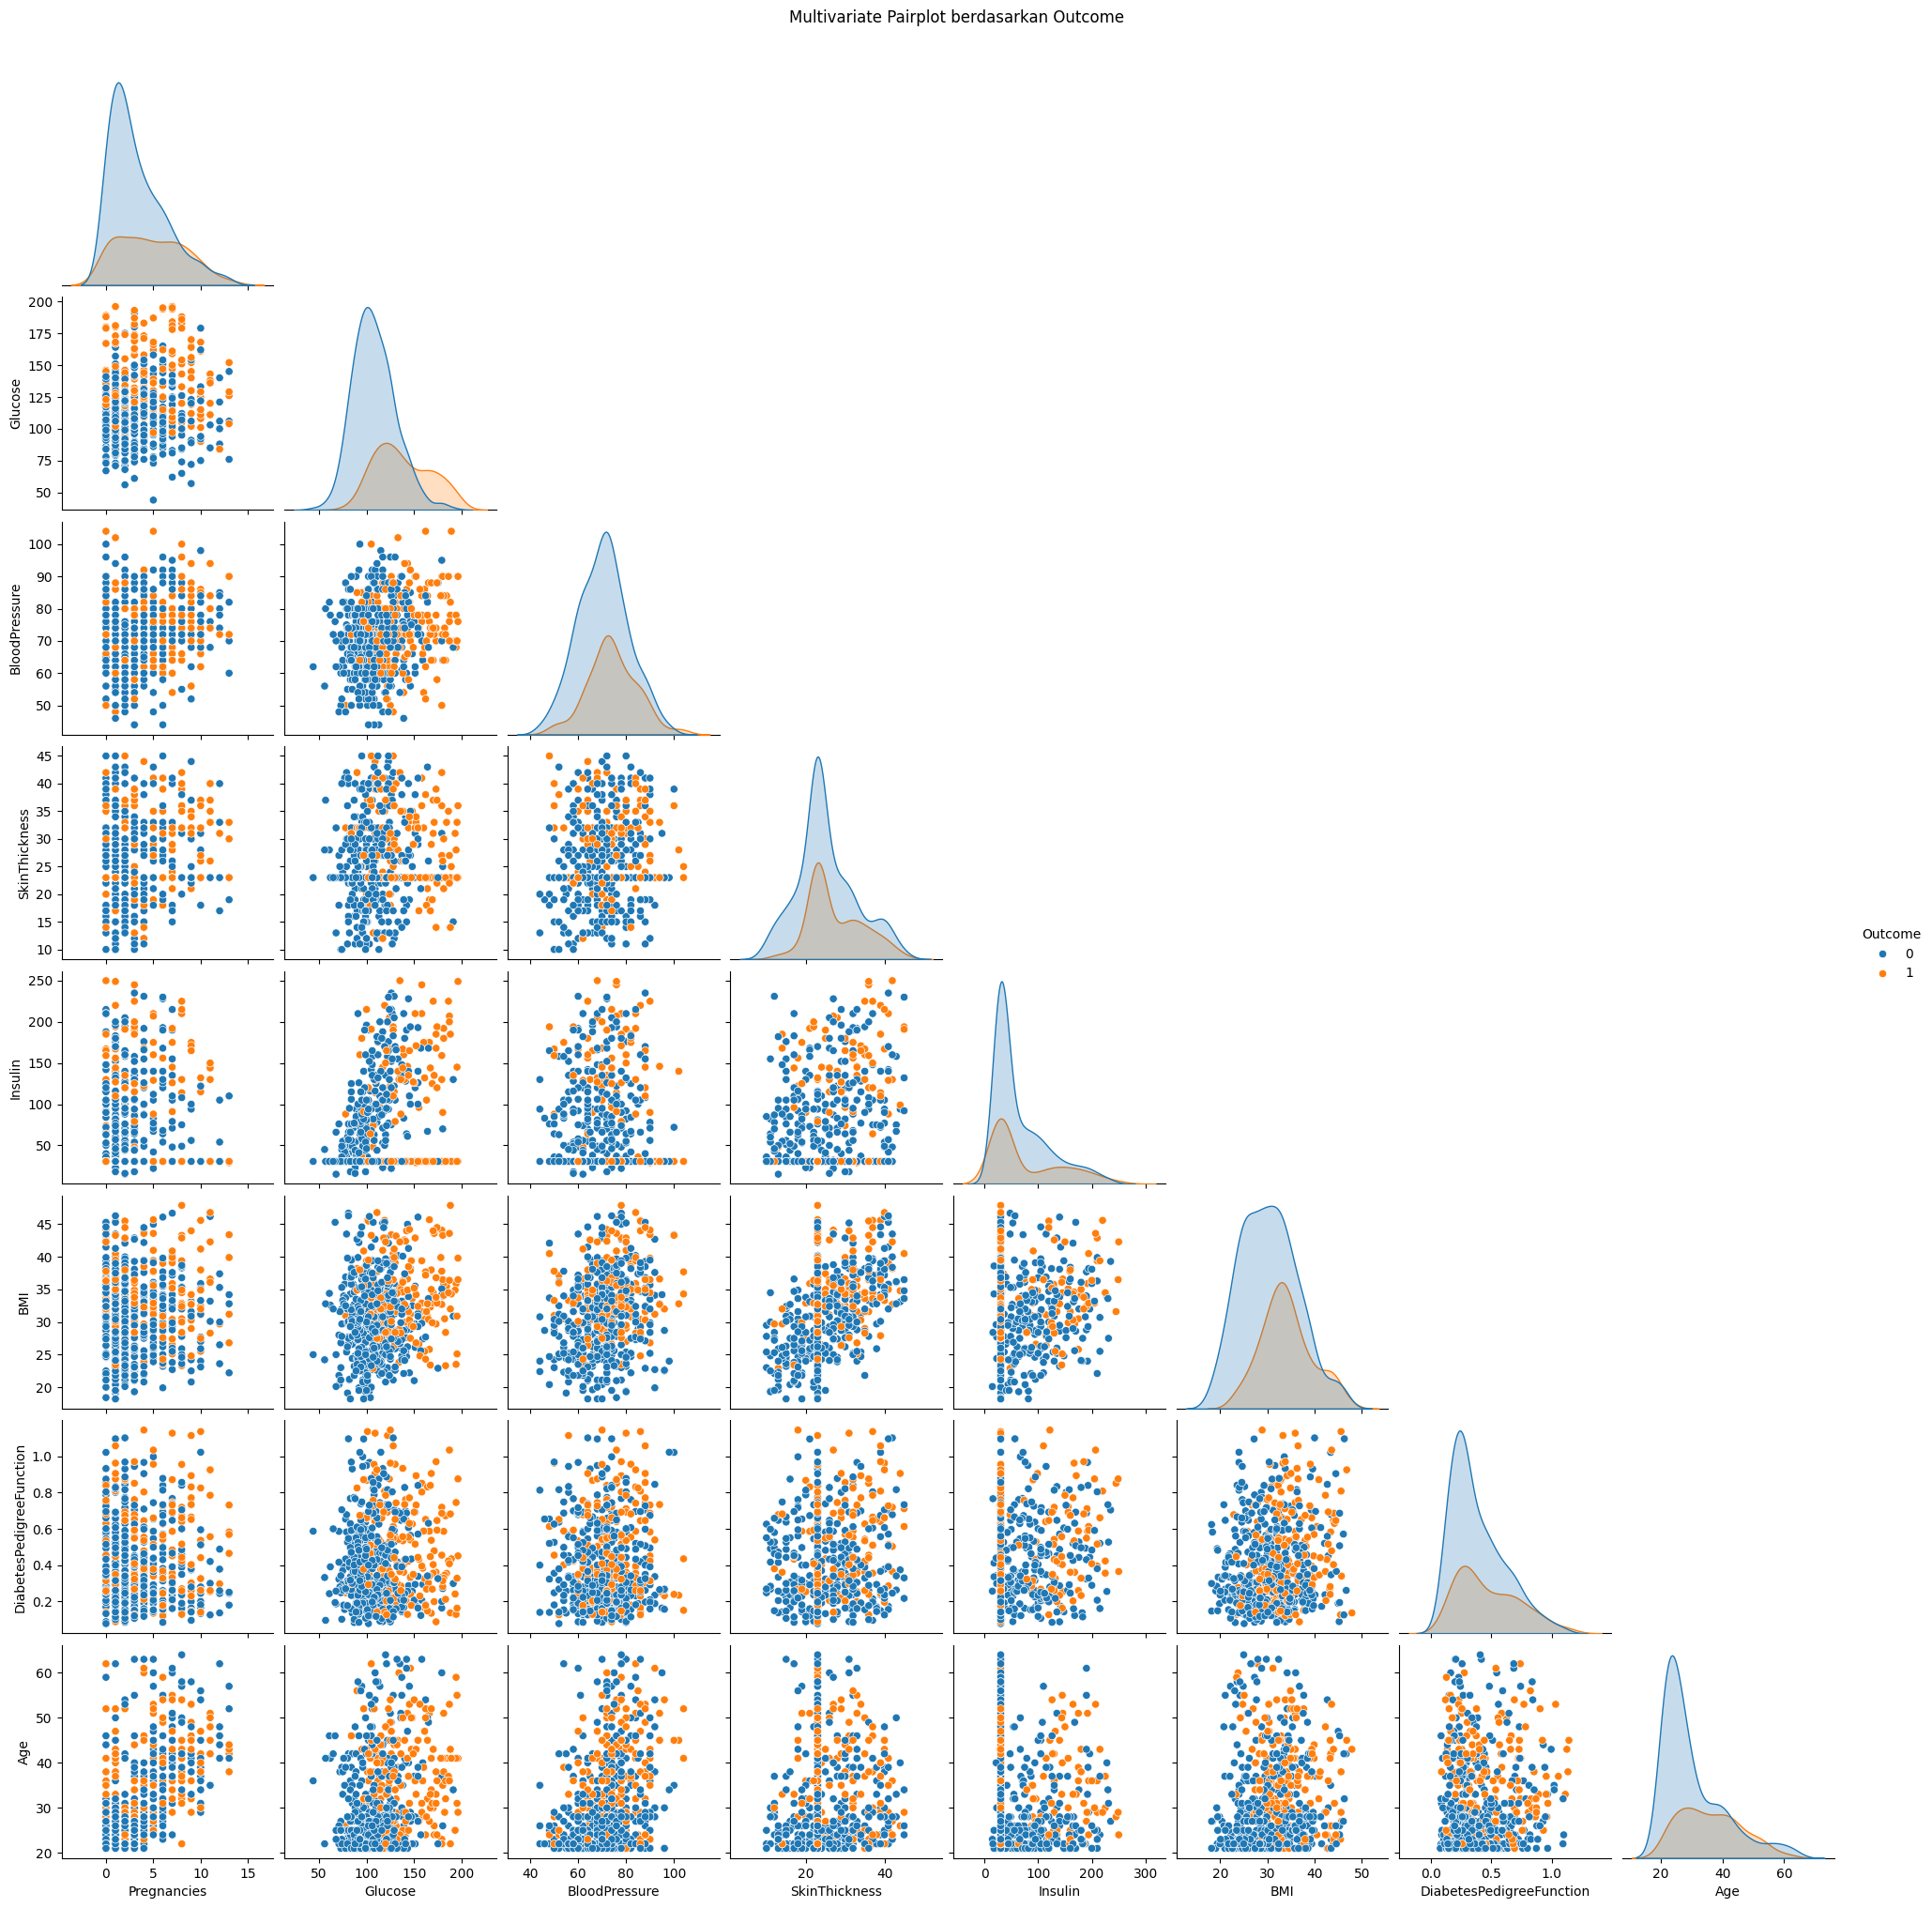 Multivariate Pairplot berdasarkan Outcome
200
175
150
125
100
75
50
Glucose
100
90
80
70
60
50
BloodPressure
45
40
35
30
25
20
15
10
SkinThickness
250
200
150
100
50
Insulin
Outcome
0
1
45
40
35
30
25
20
BMI
1.0
0.8
0.6
0.4
0.2
DiabetesPedigreeFunction
60
50
40
30
20
Age
0 5 10 15
50 100 150 200
40 60 80 100
20 40
0 100 200 300
20 30 40 50
0.0 0.5 1.0
20 40 60
Pregnancies
Glucose
BloodPressure
SkinThickness
Insulin
BMI
DiabetesPedigreeFunction
Age